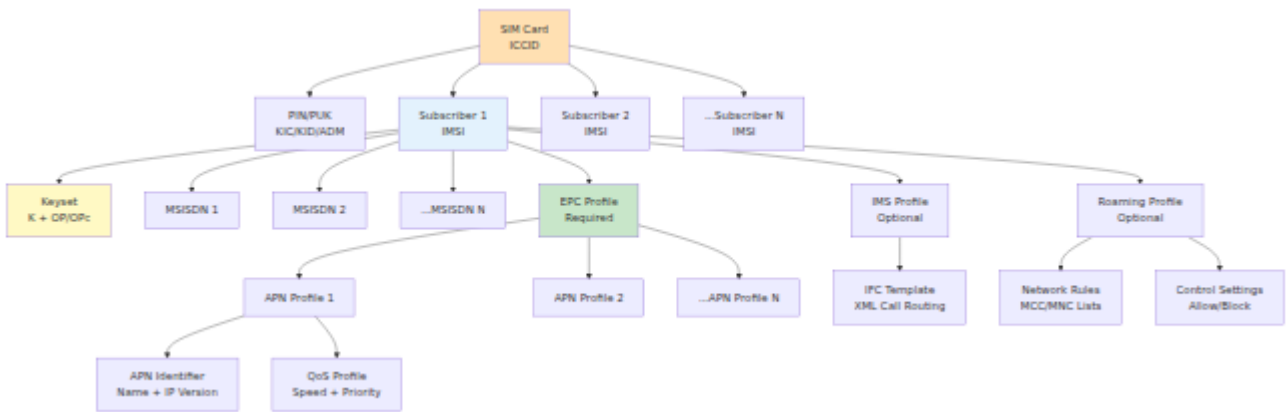 SIM Card
ICCID
PIN/PUK
KIC/KID/ADM
Subscriber 1
IMSI
Subscriber 2
IMSI
...Subscriber N
IMSI
Keyset
K + OP/OPc
MSISDN 1
MSISDN 2
...MSISDN N
EPC Profile
Required
IMS Profile
Optional
Roaming Profile
Optional
APN Profile 1
APN Profile 2
...APN Profile N
IFC Template
XML Call Routing
Network Rules
MCC/MNC Lists
Control Settings
Allow/Block
APN Identifier
Name + IP Version
QoS Profile
Speed + Priority